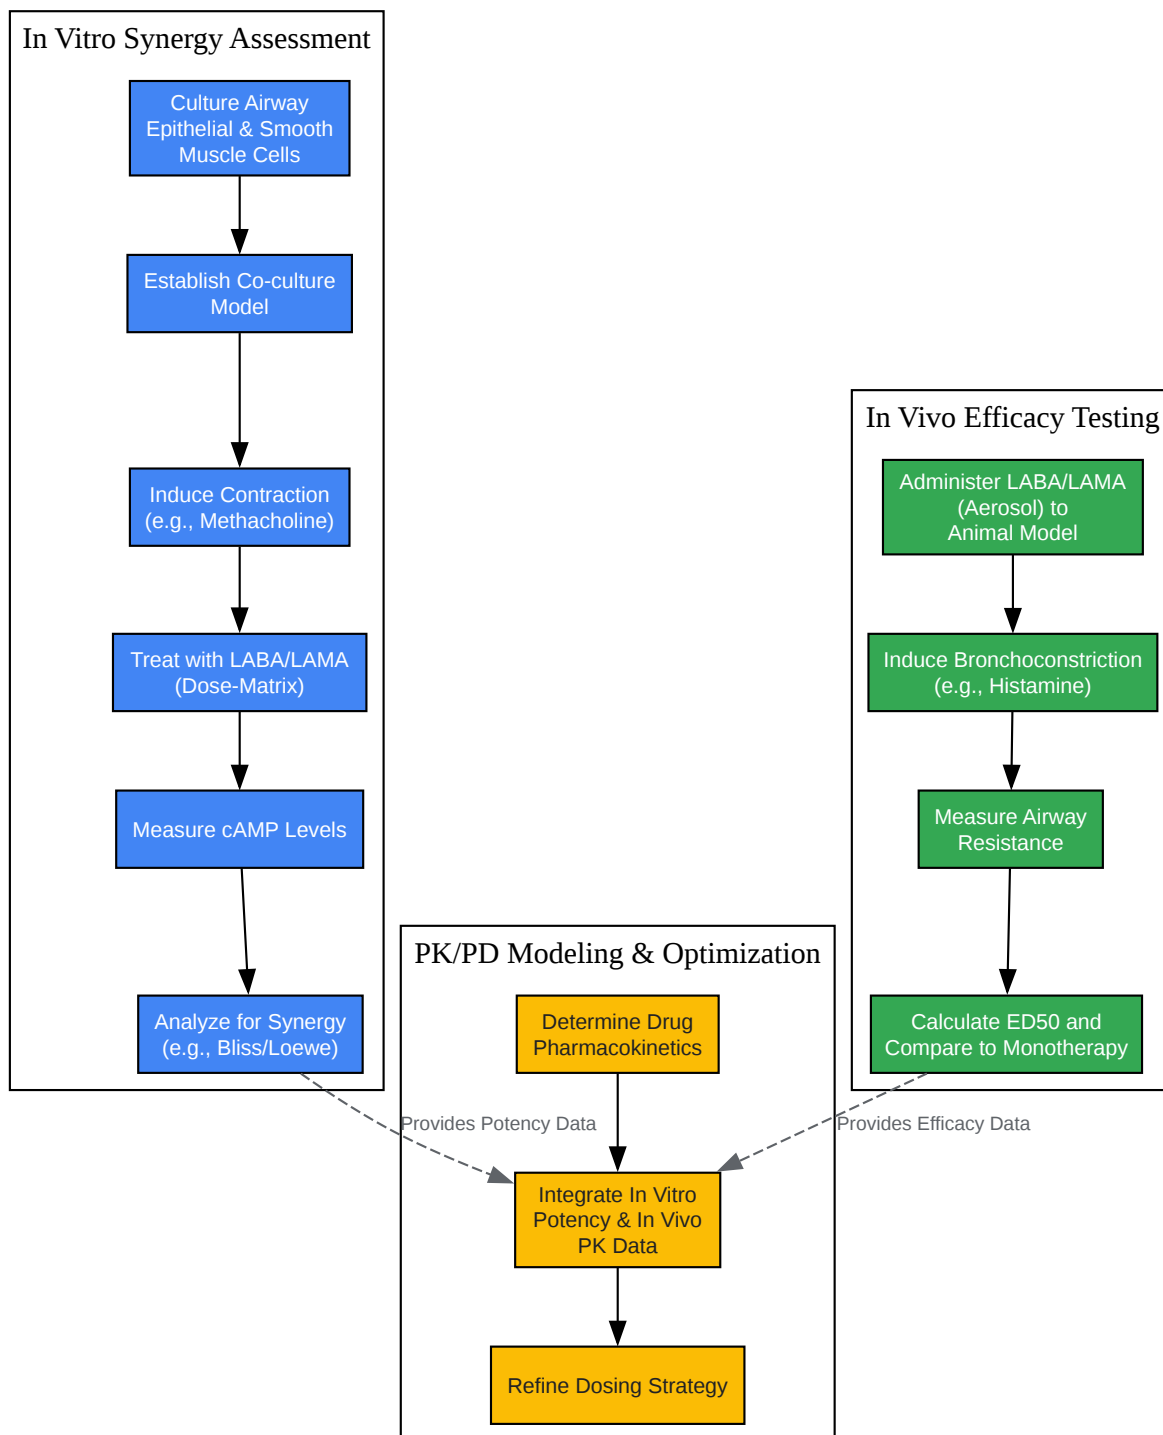 In Vitro Synergy Assessment
Culture Airway
Epithelial & Smooth
Muscle Cells
Establish Co-culture
Model
Induce Contraction
(e.g., Methacholine)
Treat with LABA/LAMA
(Dose-Matrix)
Measure cAMP Levels
Analyze for Synergy
(e.g., Bliss/Loewe)
In Vivo Efficacy Testing
Administer LABA/LAMA
(Aerosol) to
Animal Model
Induce Bronchoconstriction
(e.g., Histamine)
Measure Airway
Resistance
Calculate ED50 and
Compare to Monotherapy
PK/PD Modeling & Optimization
Determine Drug
Pharmacokinetics
Provides Potency Data
Provides Efficacy Data
Integrate In Vitro
Potency & In Vivo
PK Data
Refine Dosing Strategy